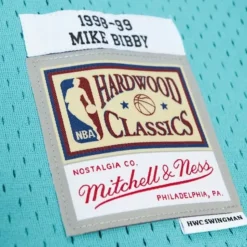 1998-99
MIKE BIBBY
HARDWOOD
CLASSICS
NBA
NOSTALGIA CO.
Mitchell & Ness
PHILADELPHIA, PA.
HWC SWINGMAN